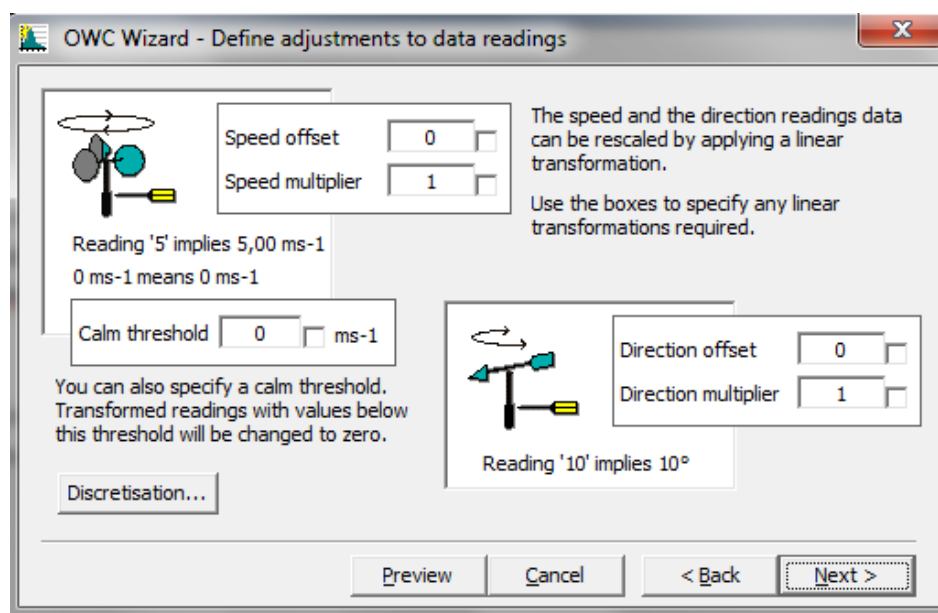 OWC Wizard - Define adjustments to data readings
Speed offset 0
Speed multiplier 1
Reading '5' implies 5,00 ms-1
0 ms-1 means 0 ms-1
Calm threshold 0 ms-1
You can also specify a calm threshold.
Transformed readings with values below
this threshold will be changed to zero.
Discretisation...
The speed and the direction readings data
can be rescaled by applying a linear
transformation.
Use the boxes to specify any linear
transformations required.
Direction offset 0
Direction multiplier 1
Reading '10' implies 10°
Preview
Cancel
< Back
Next >